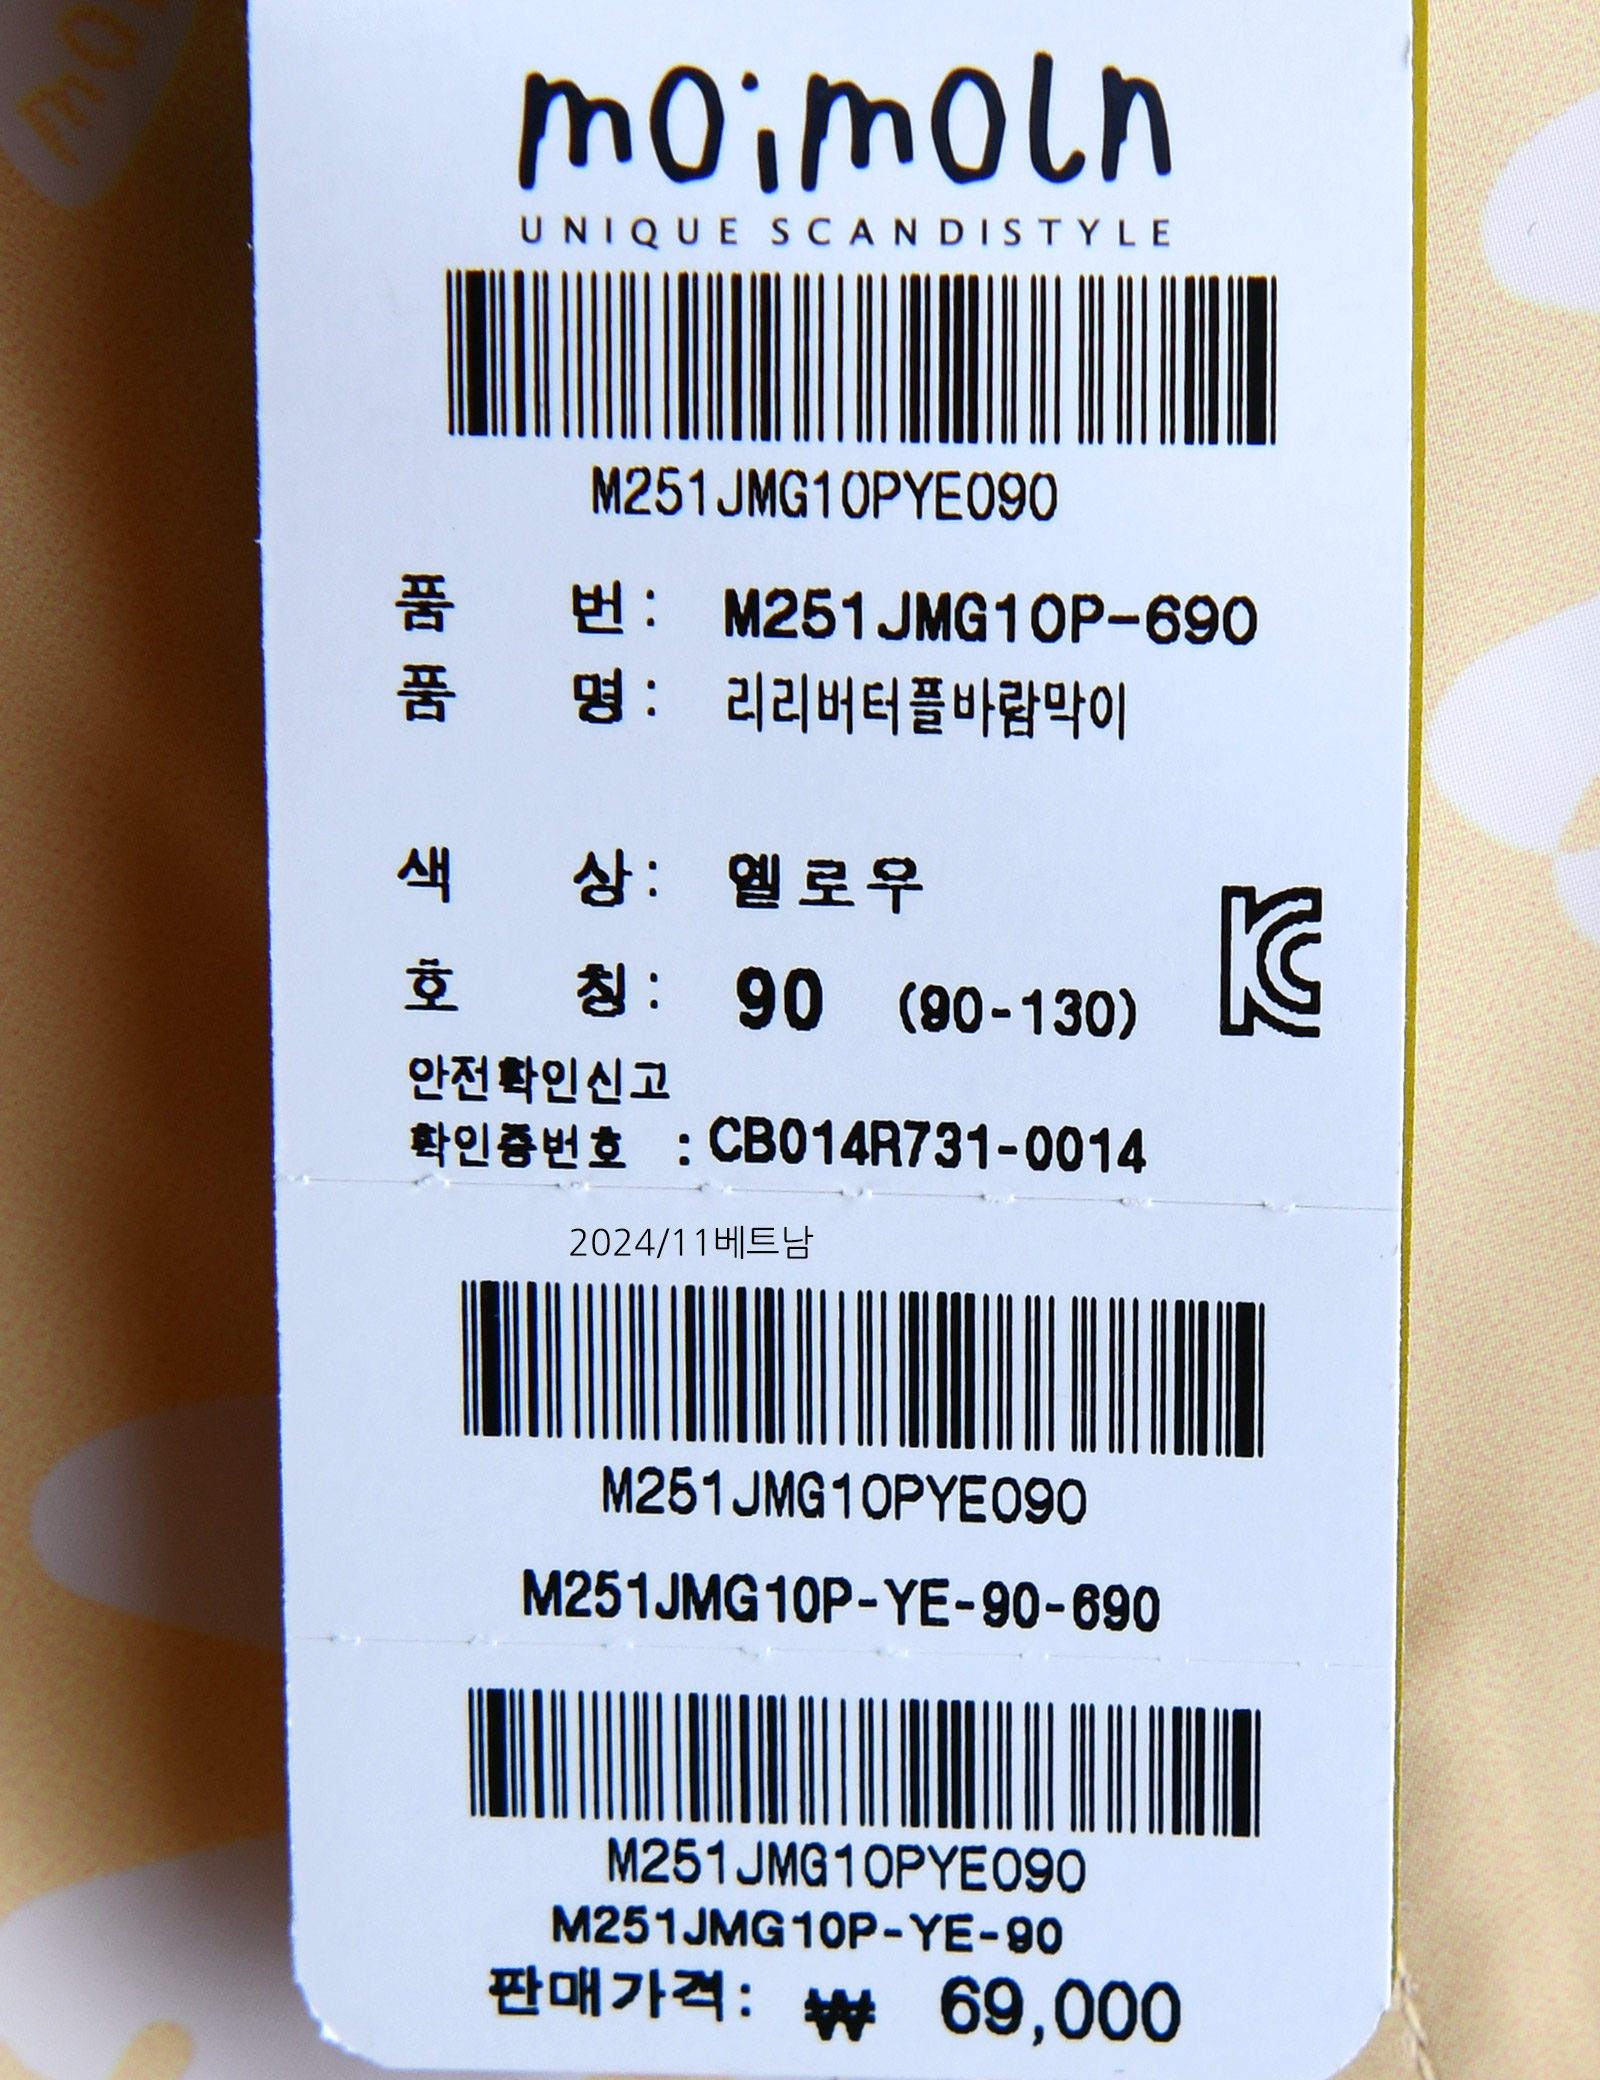 moimoln
UNIQUE SCANDISTYLE
M251JMG10PYE090
품 번: M251JMG10P-690
품 명: 리리버터플바람막이
색 상: 옐로우
호 칭: 90 (90-130)
안전확인신고
확인증번호 : CB014R731-0014
2024/11베트남
M251JMG10PYE090
M251JMG10P-YE-90-690
M251JMG10PYE090
M251JMG10P-YE-90
판매가격: ₩ 69,000